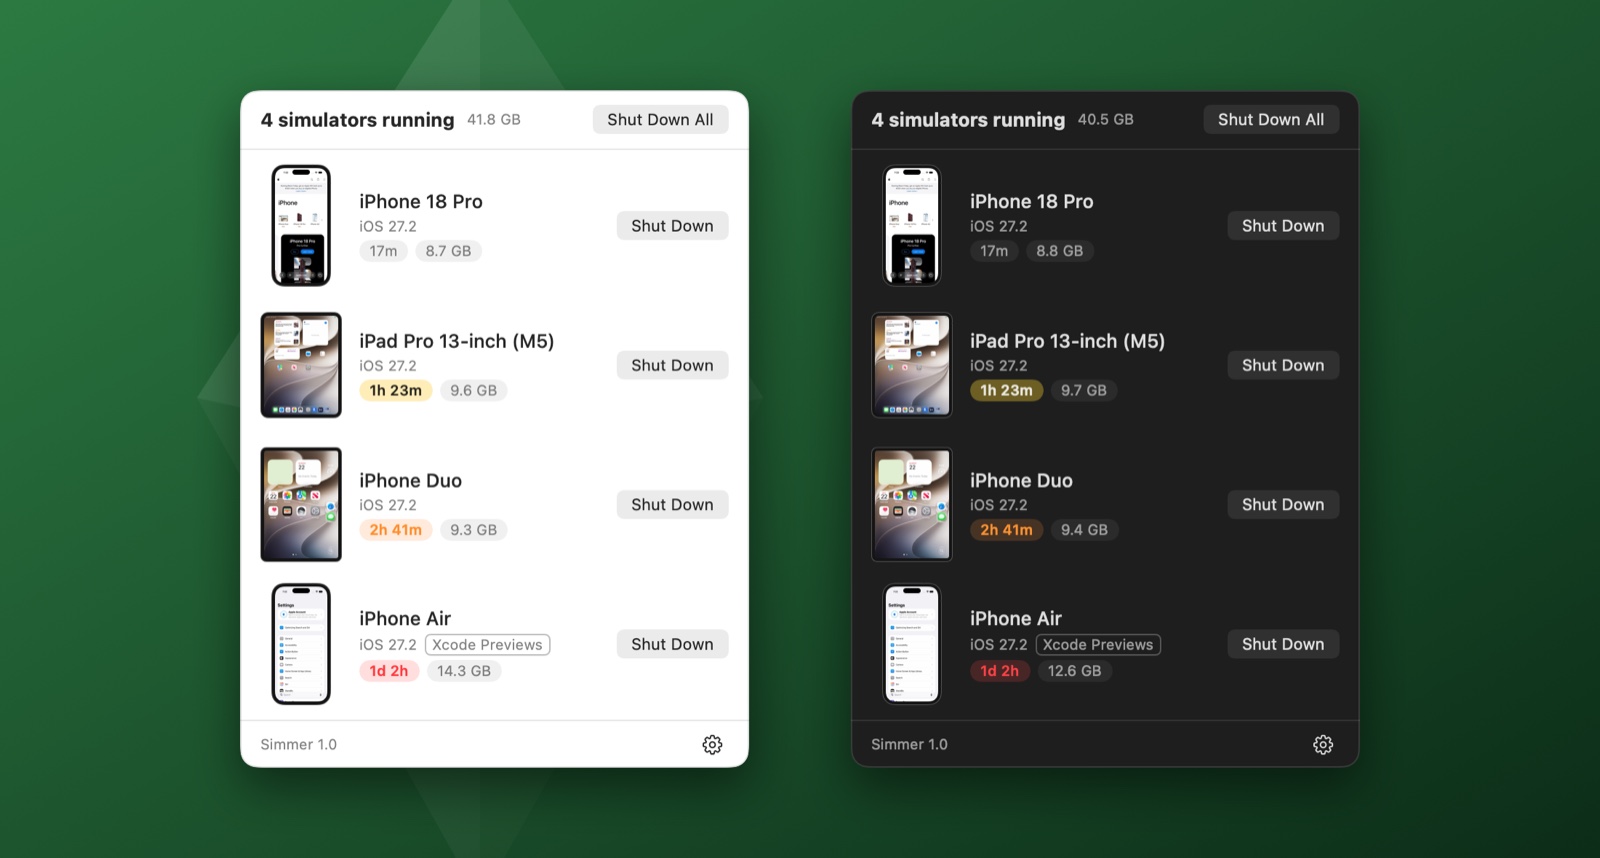 4 simulators running 41.8 GB Shut Down All
iPhone 18 Pro
iOS 27.2
17m 8.7 GB
Shut Down
iPad Pro 13-inch (M5)
iOS 27.2
1h 23m 9.6 GB
Shut Down
iPhone Duo
iOS 27.2
2h 41m 9.3 GB
Shut Down
Settings
iPhone Air
iOS 27.2 Xcode Previews
1d 2h 14.3 GB
Shut Down
Simmer 1.0
4 simulators running 40.5 GB Shut Down All
iPhone
iPhone 18 Pro
iPhone 18 Pro
iOS 27.2
17m 8.8 GB
Shut Down
iPad Pro 13-inch (M5)
iOS 27.2
1h 23m 9.7 GB
Shut Down
iPhone Duo
iOS 27.2
2h 41m 9.4 GB
Shut Down
Settings
iPhone Air
iOS 27.2 Xcode Previews
1d 2h 12.6 GB
Shut Down
Simmer 1.0